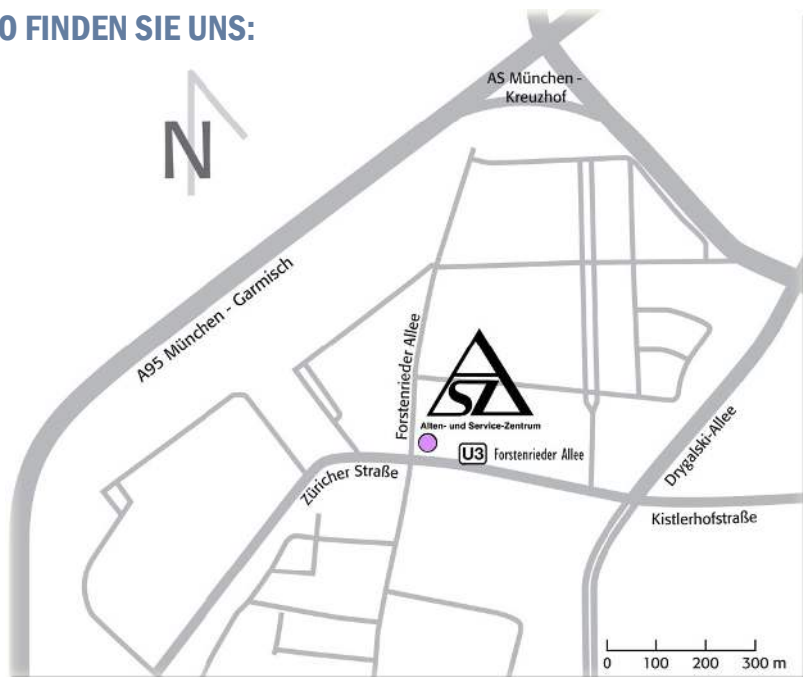 O FINDEN SIE UNS:
AS München -
Kreuzhof
N
A95 München - Garmisch
Forstenrieder Allee
ASZ
Alten- und Service-Zentrum
U3 Forstenrieder Allee
Züricher Straße
Drygalski-Allee
Kistlerhofstraße
0 100 200 300 m